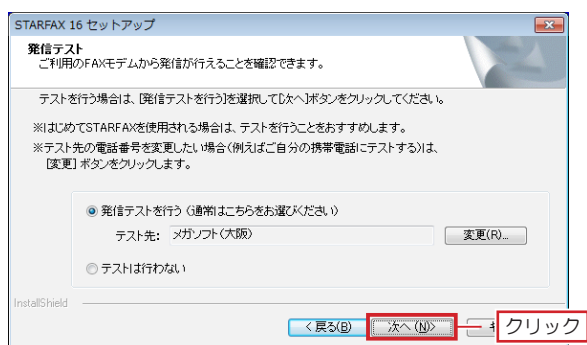 STARFAX 16 セットアップ
発信テスト
ご利用のFAXモデムから発信が行えることを確認できます。
テストを行う場合は、[発信テストを行う]を選択して[次へ]ボタンをクリックしてください。
※はじめてSTARFAXを使用される場合は、テストを行うことをおすすめします。
※テスト先の電話番号を変更したい場合(例えばご自分の携帯電話にテストする)は、
[変更] ボタンをクリックします。
発信テストを行う (通常はこちらをお選びください)
テスト先: メガソフト(大阪) 変更(R)...
テストは行わない
InstallShield
< 戻る(B) 次へ (N)> クリック